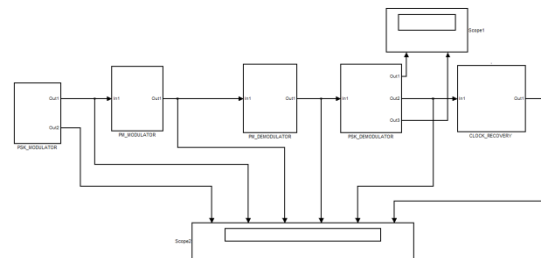 Scope1
Out1
In1
Out1
In1
Out1
In1
Out1
Out2
Out3
In1
Out1
Out2
PSK_MODULATOR
PM_MODULATOR
PM_DEMODULATOR
PSK_DEMODULATOR
CLOCK_RECOVERY
Scope2